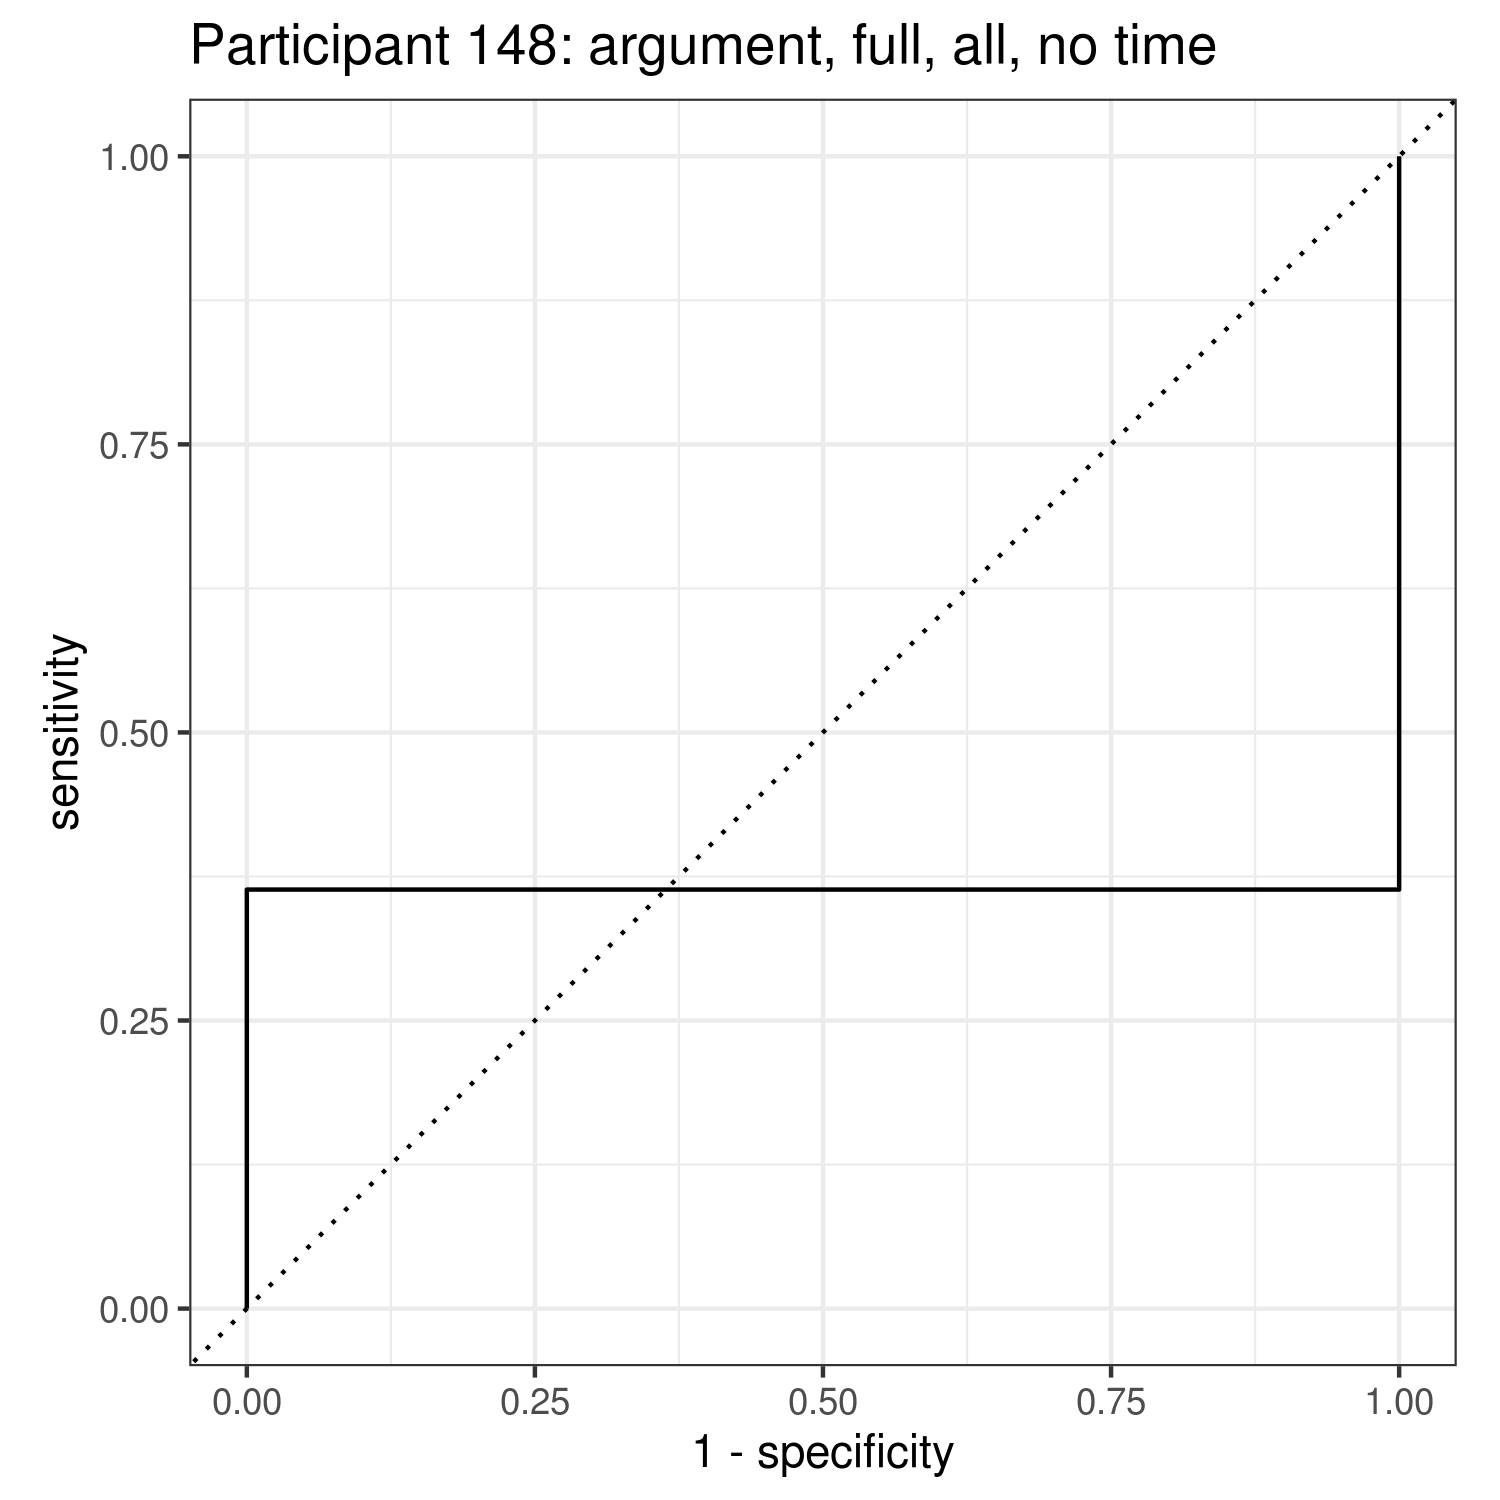 Participant 148: argument, full, all, no time
1.00
0.75
0.50
0.25
0.00
sensitivity
0.00 0.25 0.50 0.75 1.00
1 - specificity